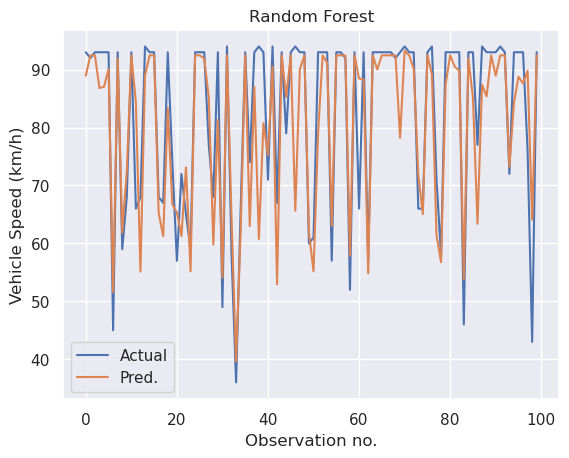 Random Forest
Vehicle Speed (km/h)
90
80
70
60
50
40
Actual
Pred.
0 20 40 60 80 100
Observation no.